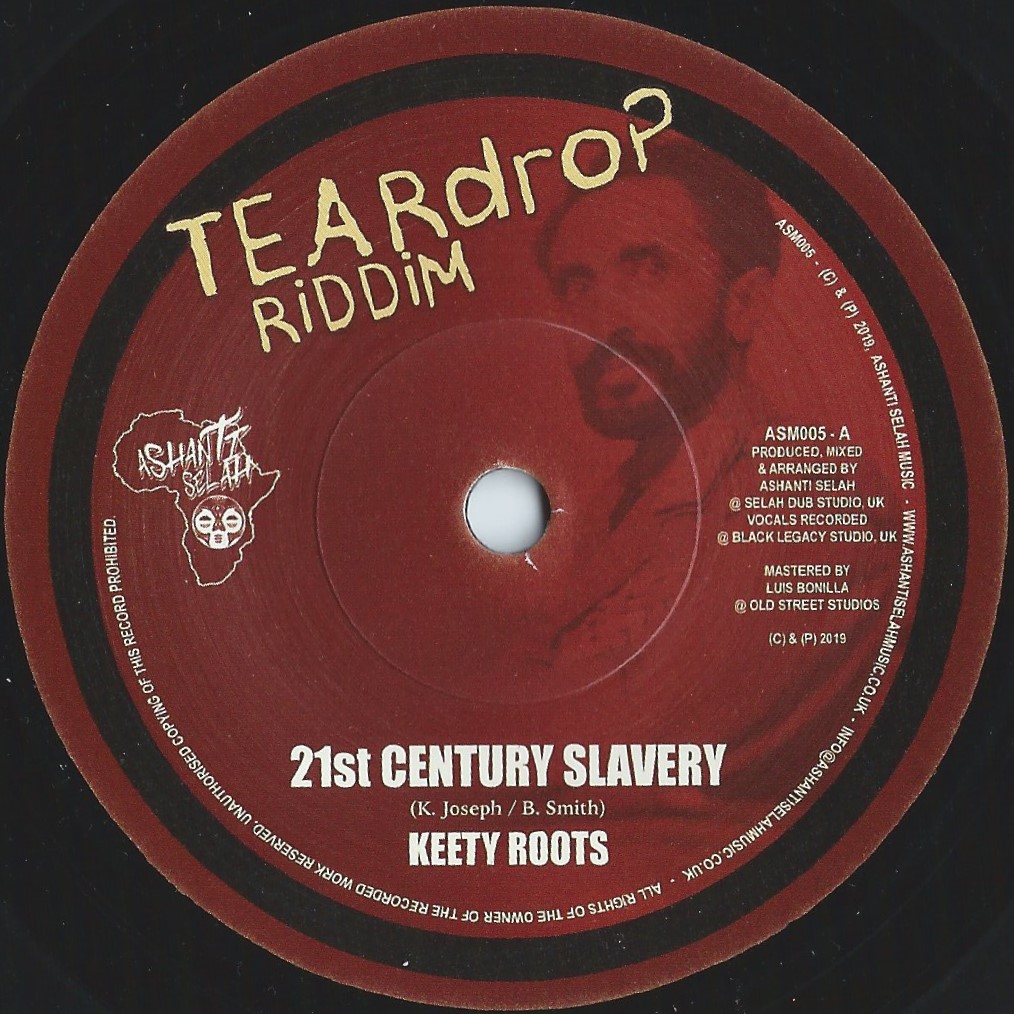 TEARdroP
RiDDiM
ASHANTI
SELAH
ASM005 - A
PRODUCED, MIXED
& ARRANGED BY
ASHANTI SELAH
@ SELAH DUB STUDIO, UK
VOCALS RECORDED
@ BLACK LEGACY STUDIO, UK
MASTERED BY
LUIS BONILLA
@ OLD STREET STUDIOS
(C) & (P) 2019
21st CENTURY SLAVERY
(K. Joseph / B. Smith)
KEETY ROOTS
ASM005 - (C) & (P) 2019, ASHANTI SELAH MUSIC - WWW.ASHANTISELAHMUSIC.CO.UK - INFO@ASHANTISELAHMUSIC.CO.UK - ALL RIGHTS OF THE OWNER OF THE RECORDED WORK RESERVED. UNAUTHORISED COPYING OF THIS RECORD PROHIBITED.